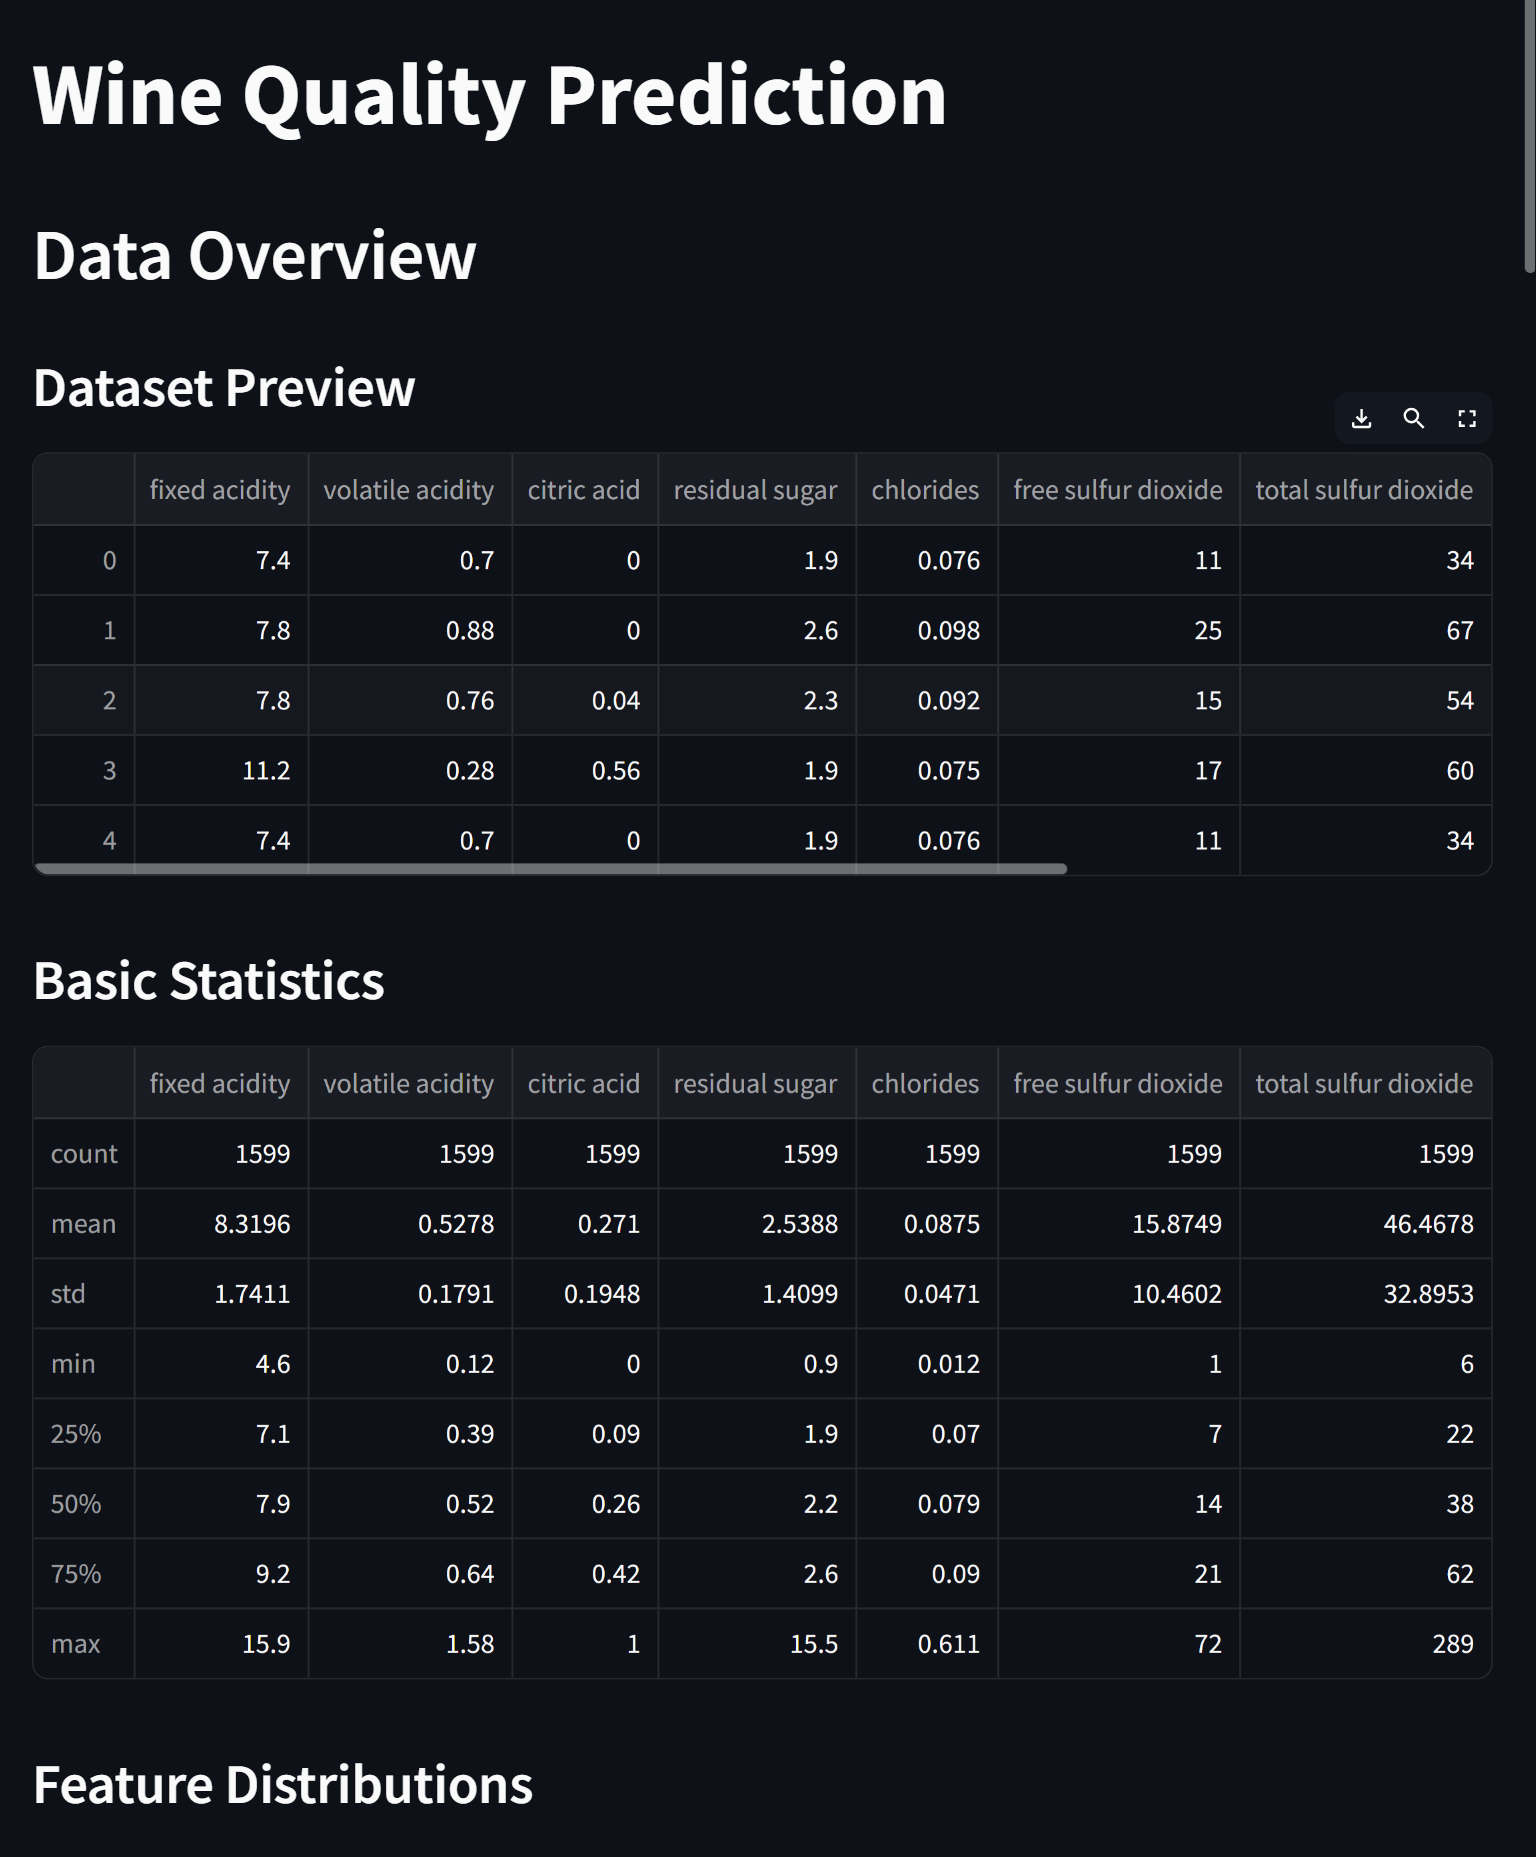 Wine Quality Prediction
Data Overview
Dataset Preview
fixed acidity volatile acidity citric acid residual sugar chlorides free sulfur dioxide total sulfur dioxide
0 7.4 0.7 0 1.9 0.076 11 34
1 7.8 0.88 0 2.6 0.098 25 67
2 7.8 0.76 0.04 2.3 0.092 15 54
3 11.2 0.28 0.56 1.9 0.075 17 60
4 7.4 0.7 0 1.9 0.076 11 34
Basic Statistics
fixed acidity volatile acidity citric acid residual sugar chlorides free sulfur dioxide total sulfur dioxide
count 1599 1599 1599 1599 1599 1599 1599
mean 8.3196 0.5278 0.271 2.5388 0.0875 15.8749 46.4678
std 1.7411 0.1791 0.1948 1.4099 0.0471 10.4602 32.8953
min 4.6 0.12 0 0.9 0.012 1 6
25% 7.1 0.39 0.09 1.9 0.07 7 22
50% 7.9 0.52 0.26 2.2 0.079 14 38
75% 9.2 0.64 0.42 2.6 0.09 21 62
max 15.9 1.58 1 15.5 0.611 72 289
Feature Distributions